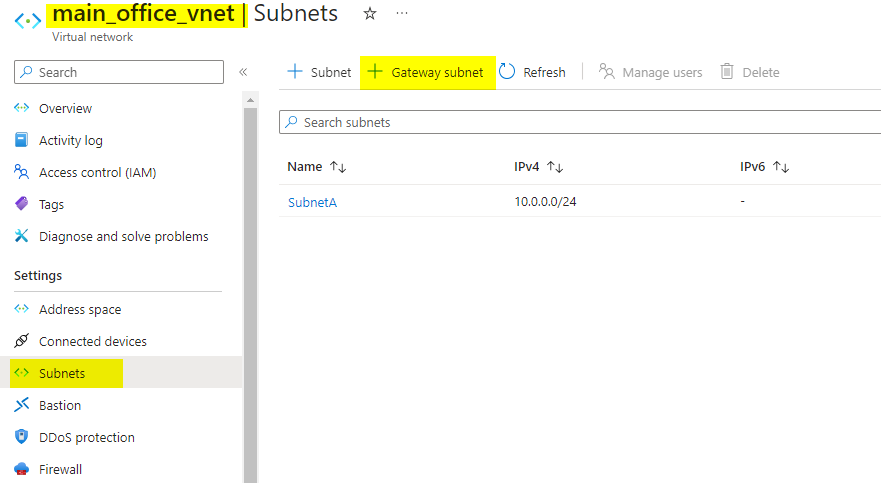 main_office_vnet | Subnets ☆ ···
Virtual network
Search «
+ Subnet + Gateway subnet Refresh Manage users Delete
Overview
Activity log
Access control (IAM)
Tags
Diagnose and solve problems
Settings
Address space
Connected devices
Subnets
Bastion
DDoS protection
Firewall
Search subnets
Name ↑↓ IPv4 ↑↓ IPv6 ↑↓
SubnetA 10.0.0.0/24 -